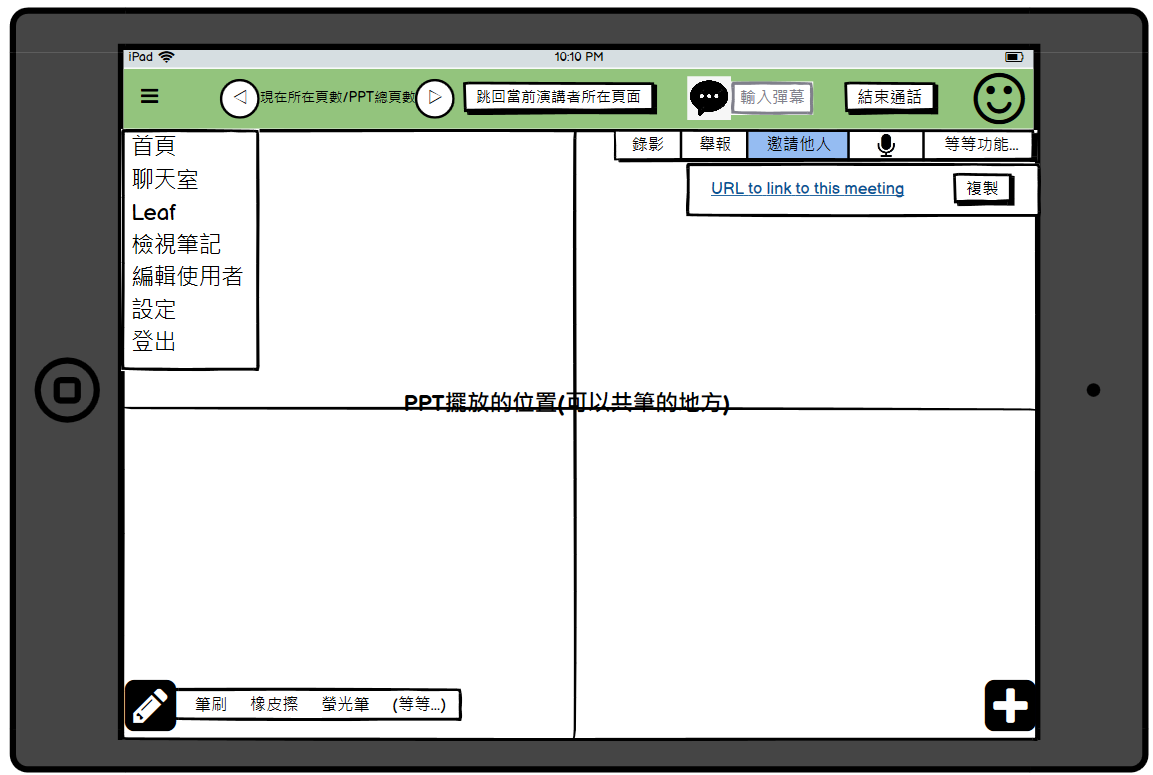 iPad 10:10 PM
現在所在頁數/PPT總頁數 跳回當前演講者所在頁面 輸入彈幕 結束通話
錄影 舉報 邀請他人 等等功能...
URL to link to this meeting 複製
首頁
聊天室
Leaf
檢視筆記
編輯使用者
設定
登出
PPT擺放的位置(可以共筆的地方)
筆刷 橡皮擦 螢光筆 (等等...)